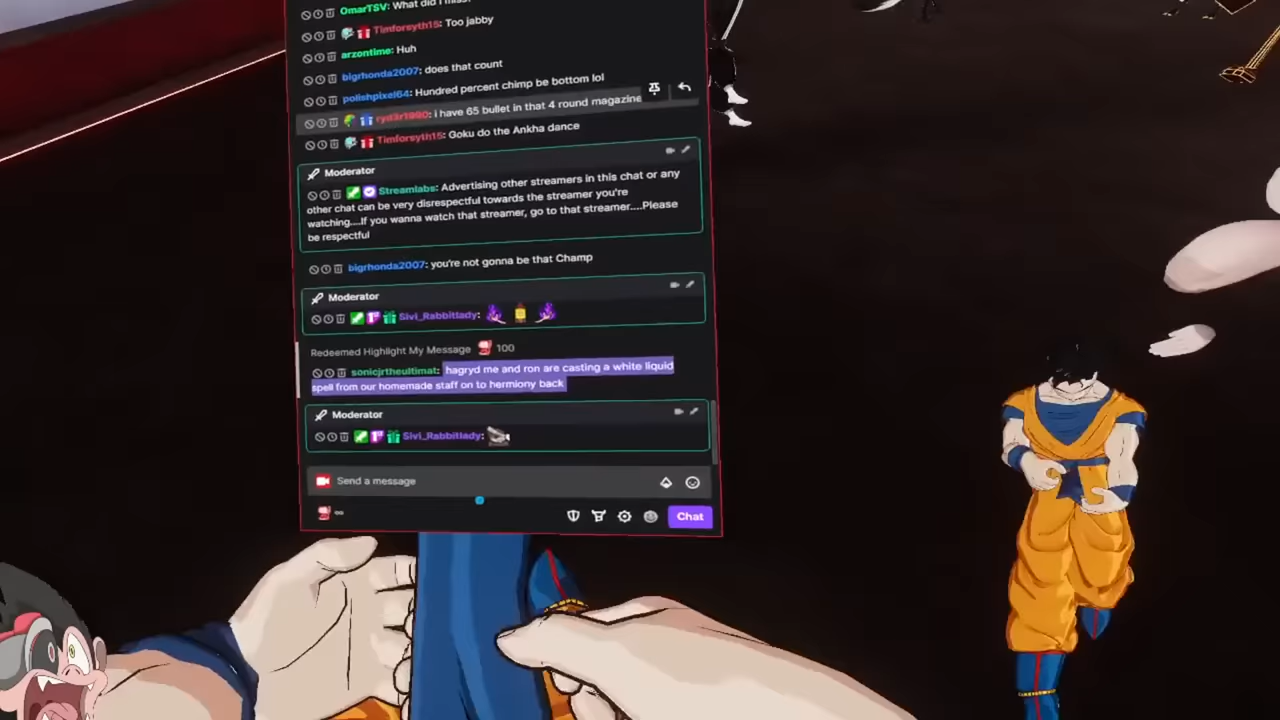 OmarTSV: What did I miss?
Timforsyth15: Too jabby
arzontime: Huh
bigrhonda2007: does that count
polishpixel64: Hundred percent chimp be bottom lol
ryd3r1990: i have 65 bullet in that 4 round magazine
Timforsyth15: Goku do the Ankha dance
Moderator
Streamlabs: Advertising other streamers in this chat or any
other chat can be very disrespectful towards the streamer you're
watching....If you wanna watch that streamer, go to that streamer....Please
be respectful
bigrhonda2007: you're not gonna be that Champ
Moderator
Sivi_Rabbitlady:
Redeemed Highlight My Message 100
sonicjrtheultimat: hagryd me and ron are casting a white liquid
spell from our homemade staff on to hermiony back
Moderator
Sivi_Rabbitlady:
Send a message
∞
Chat